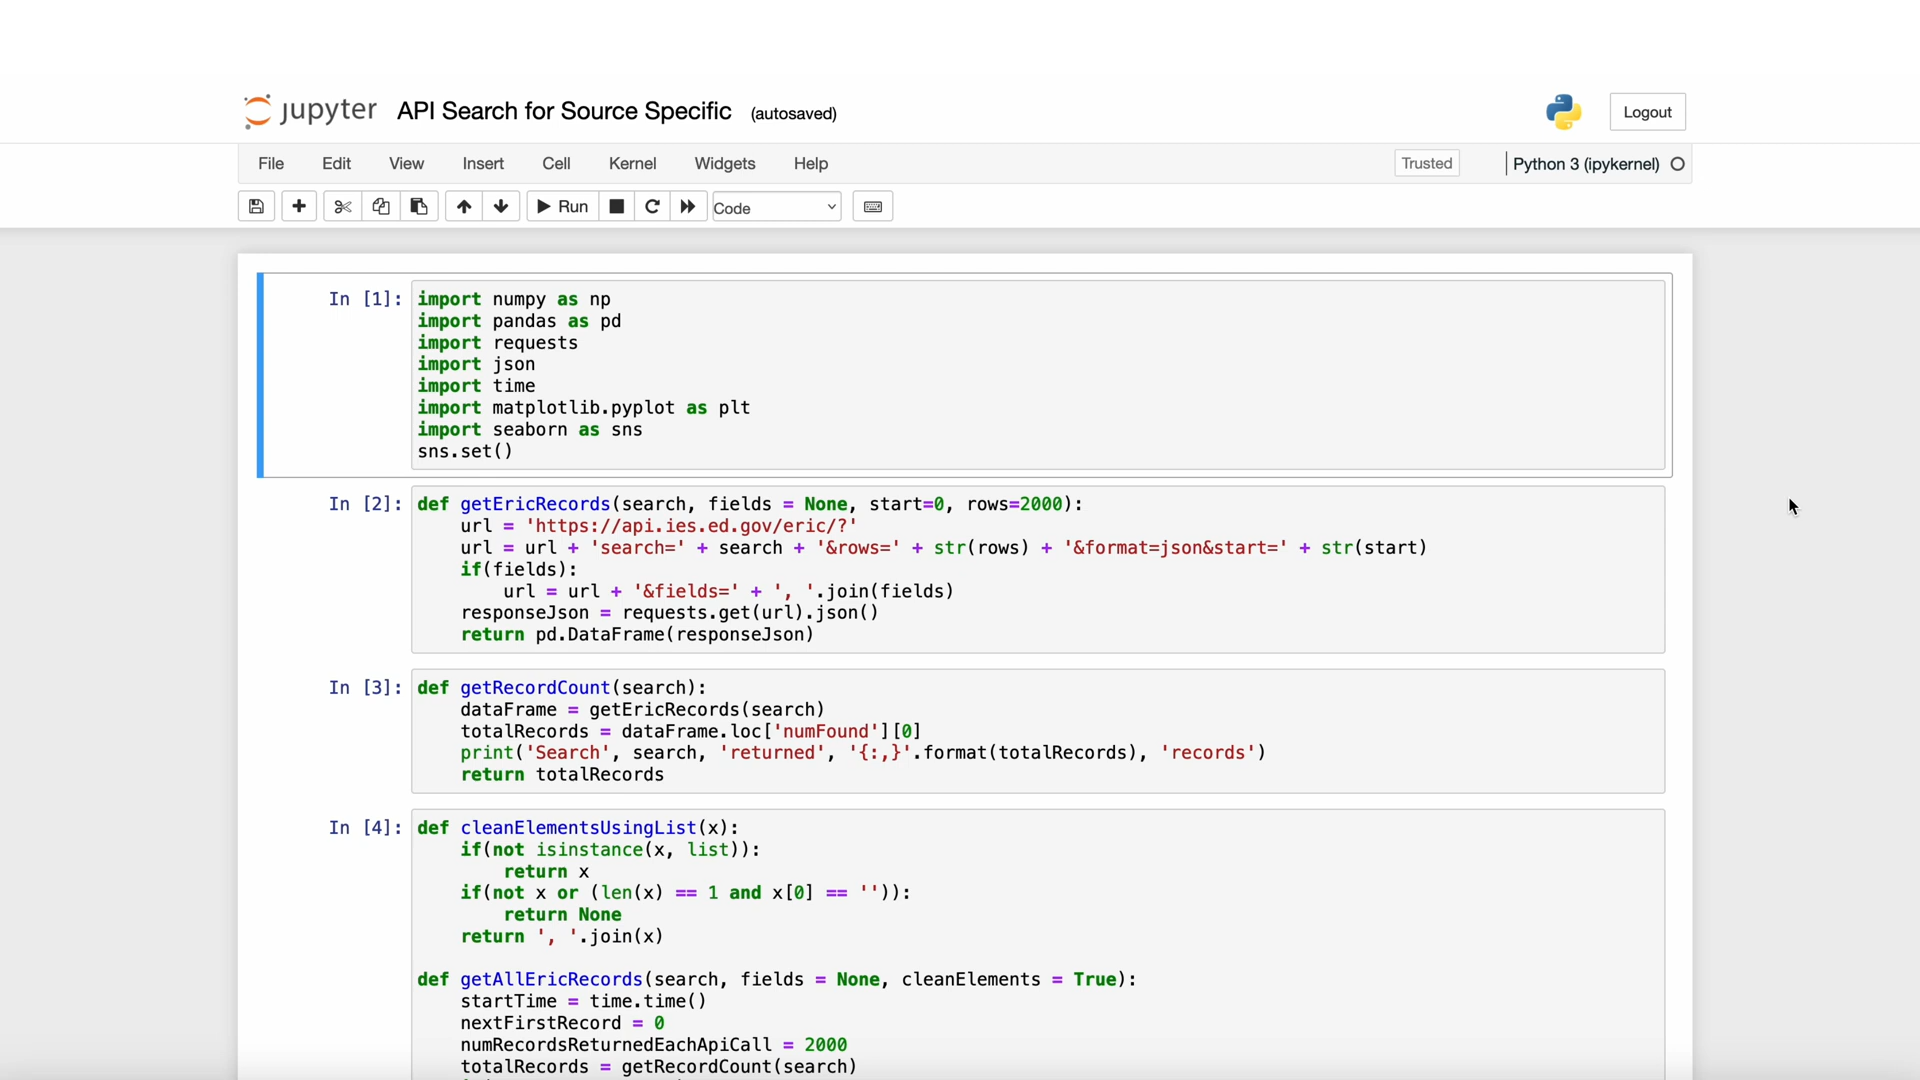 jupyter API Search for Source Specific (autosaved) Logout
File Edit View Insert Cell Kernel Widgets Help Trusted Python 3 (ipykernel)
Run Code
In [1]: import numpy as np
import pandas as pd
import requests
import json
import time
import matplotlib.pyplot as plt
import seaborn as sns
sns.set()
In [2]: def getEricRecords(search, fields = None, start=0, rows=2000):
    url = 'https://api.ies.ed.gov/eric/?'
    url = url + 'search=' + search + '&rows=' + str(rows) + '&format=json&start=' + str(start)
    if(fields):
        url = url + '&fields=' + ', '.join(fields)
    responseJson = requests.get(url).json()
    return pd.DataFrame(responseJson)
In [3]: def getRecordCount(search):
    dataFrame = getEricRecords(search)
    totalRecords = dataFrame.loc['numFound'][0]
    print('Search', search, 'returned', '{:,}'.format(totalRecords), 'records')
    return totalRecords
In [4]: def cleanElementsUsingList(x):
    if(not isinstance(x, list)):
        return x
    if(not x or (len(x) == 1 and x[0] == '')):
        return None
    return ', '.join(x)
def getAllEricRecords(search, fields = None, cleanElements = True):
    startTime = time.time()
    nextFirstRecord = 0
    numRecordsReturnedEachApiCall = 2000
    totalRecords = getRecordCount(search)